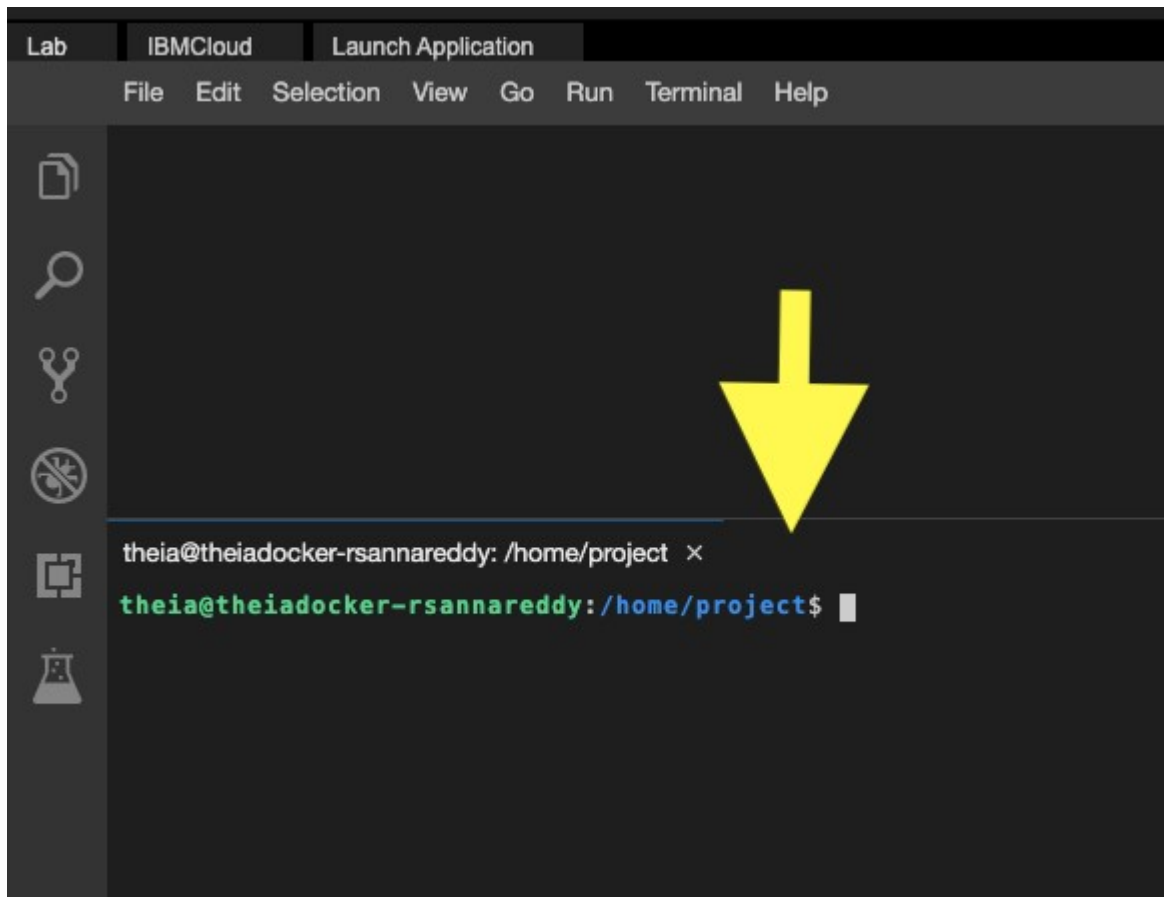 Lab IBMCloud Launch Application
File Edit Selection View Go Run Terminal Help
theia@theiadocker-rsannareddy: /home/project ×
theia@theiadocker-rsannareddy:/home/project$